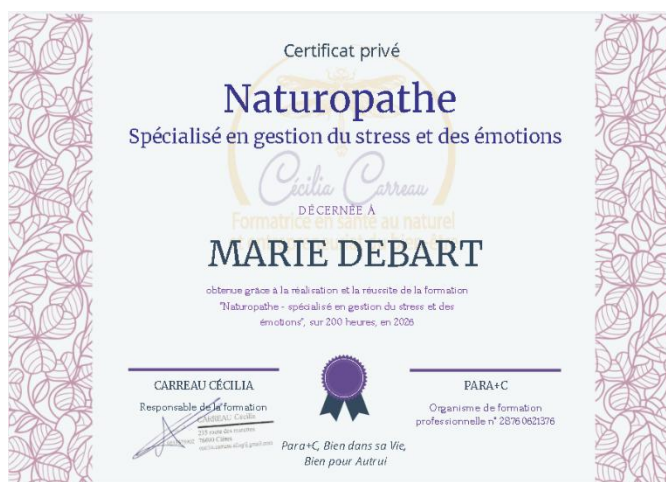 Certificat privé
Naturopathe
Spécialisé en gestion du stress et des émotions
Cécilia Carreau
DÉCERNÉE À
Formatrice en santé au naturel
MARIE DEBART
obtenue grâce à la réalisation et la réussite de la formation
"Naturopathe - spécialisé en gestion du stress et des
émotions", sur 200 heures, en 2026
CARREAU CÉCILIA
Responsable de la formation
CARREAU Cécilia
PARA+C
Organisme de formation
professionnelle n° 28760621376
Para+C, Bien dans sa Vie,
Bien pour Autrui